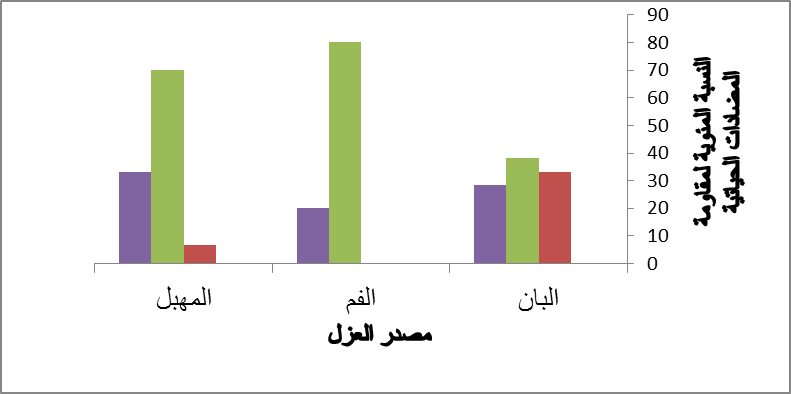 90
80
70
60
50
40
30
20
10
0
النسبة المئوية لمقاومة
المضادات الحياتية
البان
الفم
المهبل
مصدر العزل